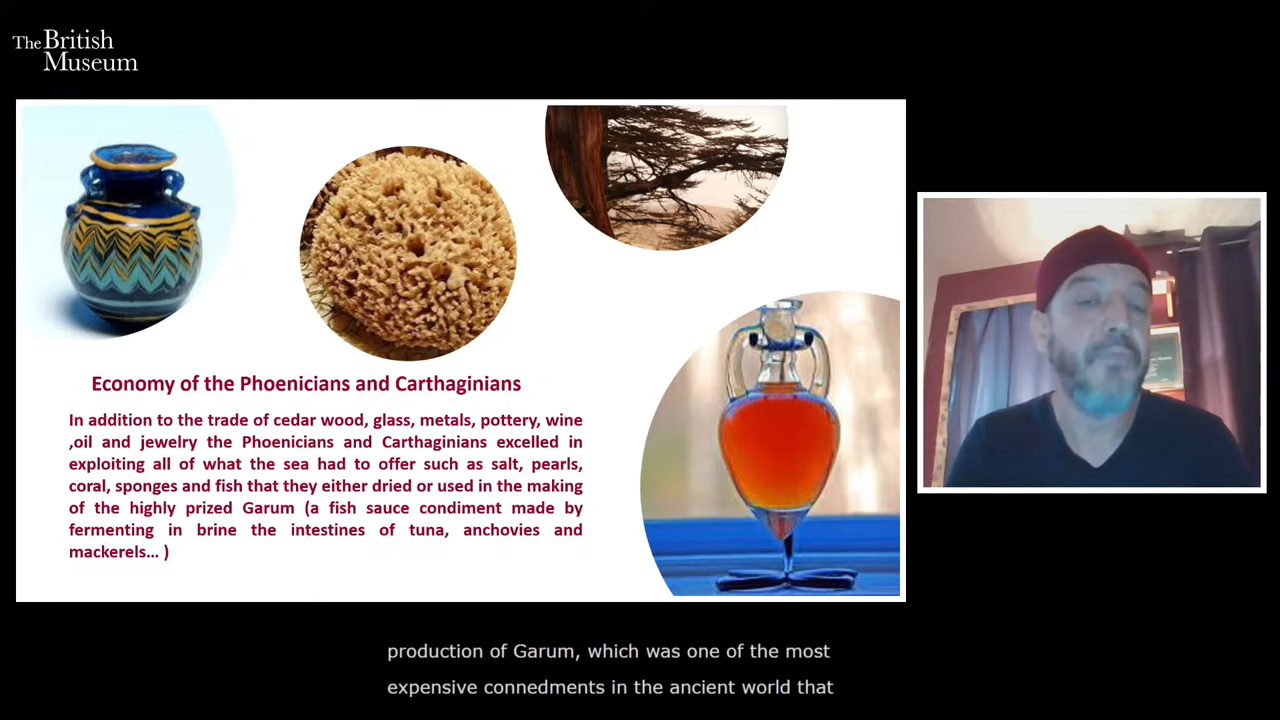 The British
Museum
Economy of the Phoenicians and Carthaginians
In addition to the trade of cedar wood, glass, metals, pottery, wine
,oil and jewelry the Phoenicians and Carthaginians excelled in
exploiting all of what the sea had to offer such as salt, pearls,
coral, sponges and fish that they either dried or used in the making
of the highly prized Garum (a fish sauce condiment made by
fermenting in brine the intestines of tuna, anchovies and
mackerels... )
production of Garum, which was one of the most
expensive connedments in the ancient world that